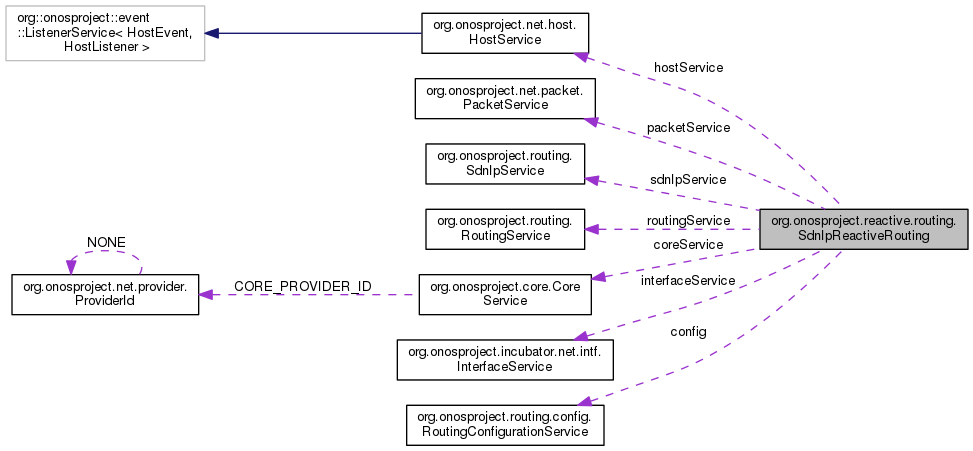 org::onosproject::event
::ListenerService< HostEvent,
HostListener >
org.onosproject.net.host.
HostService
hostService
org.onosproject.net.packet.
PacketService
packetService
org.onosproject.routing.
SdnIpService
sdnIpService
org.onosproject.routing.
RoutingService
routingService
org.onosproject.reactive.routing.
SdnIpReactiveRouting
coreService
NONE
org.onosproject.net.provider.
ProviderId
CORE_PROVIDER_ID
org.onosproject.core.Core
Service
interfaceService
org.onosproject.incubator.net.intf.
InterfaceService
config
org.onosproject.routing.config.
RoutingConfigurationService